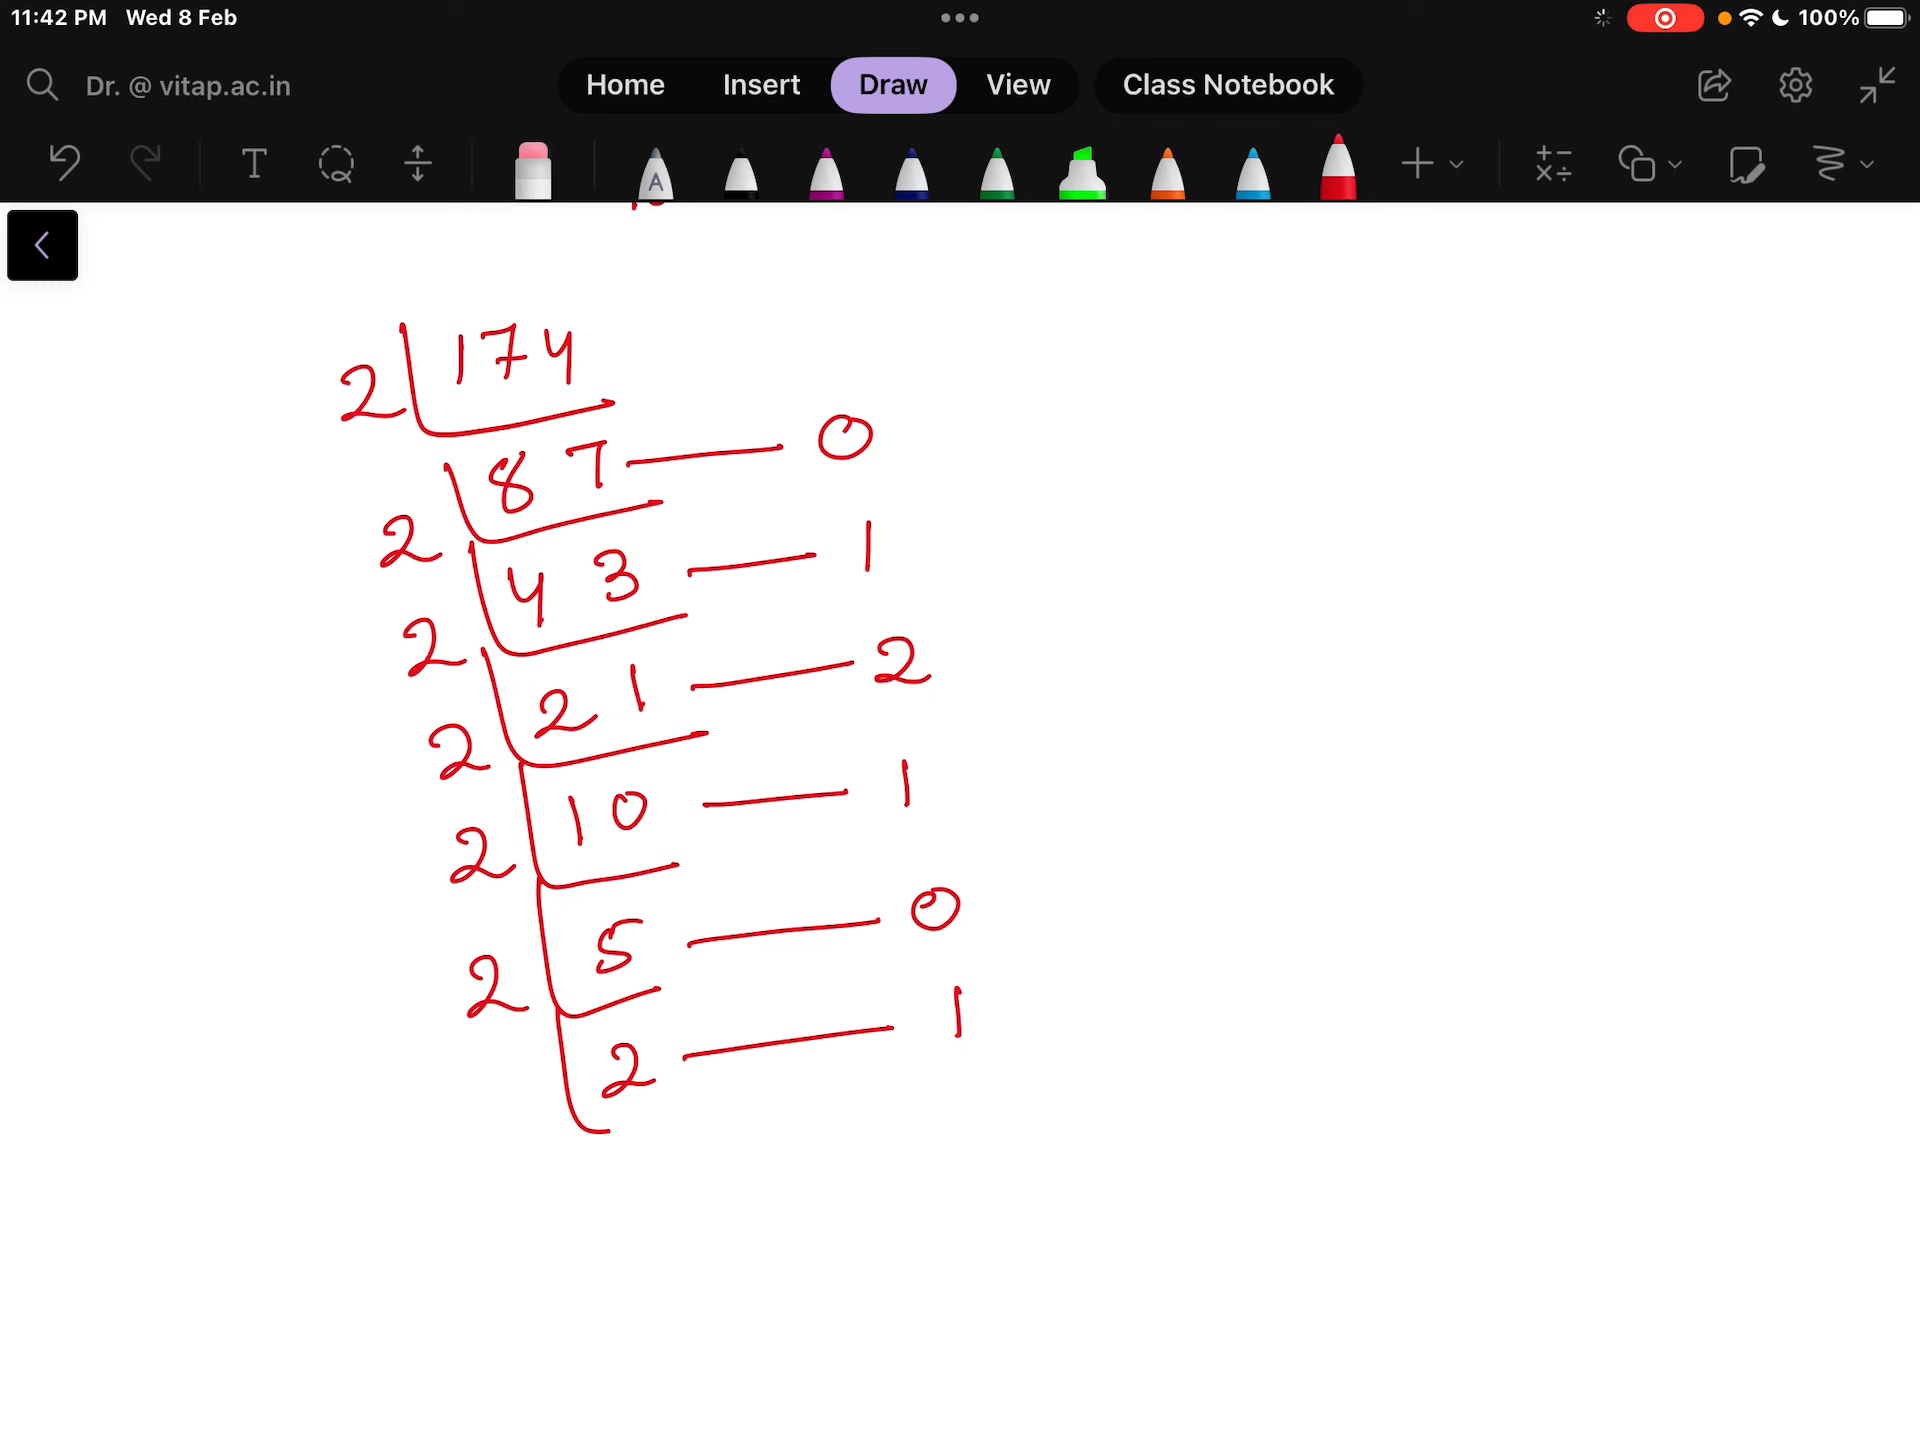 11:42 PM Wed 8 Feb
100%
Dr. @ vitap.ac.in
Home Insert Draw View Class Notebook
T A
2 174
87 — 0
2 43 — 1
2 21 — 2
2 10 — 1
2 5 — 0
2 2 — 1